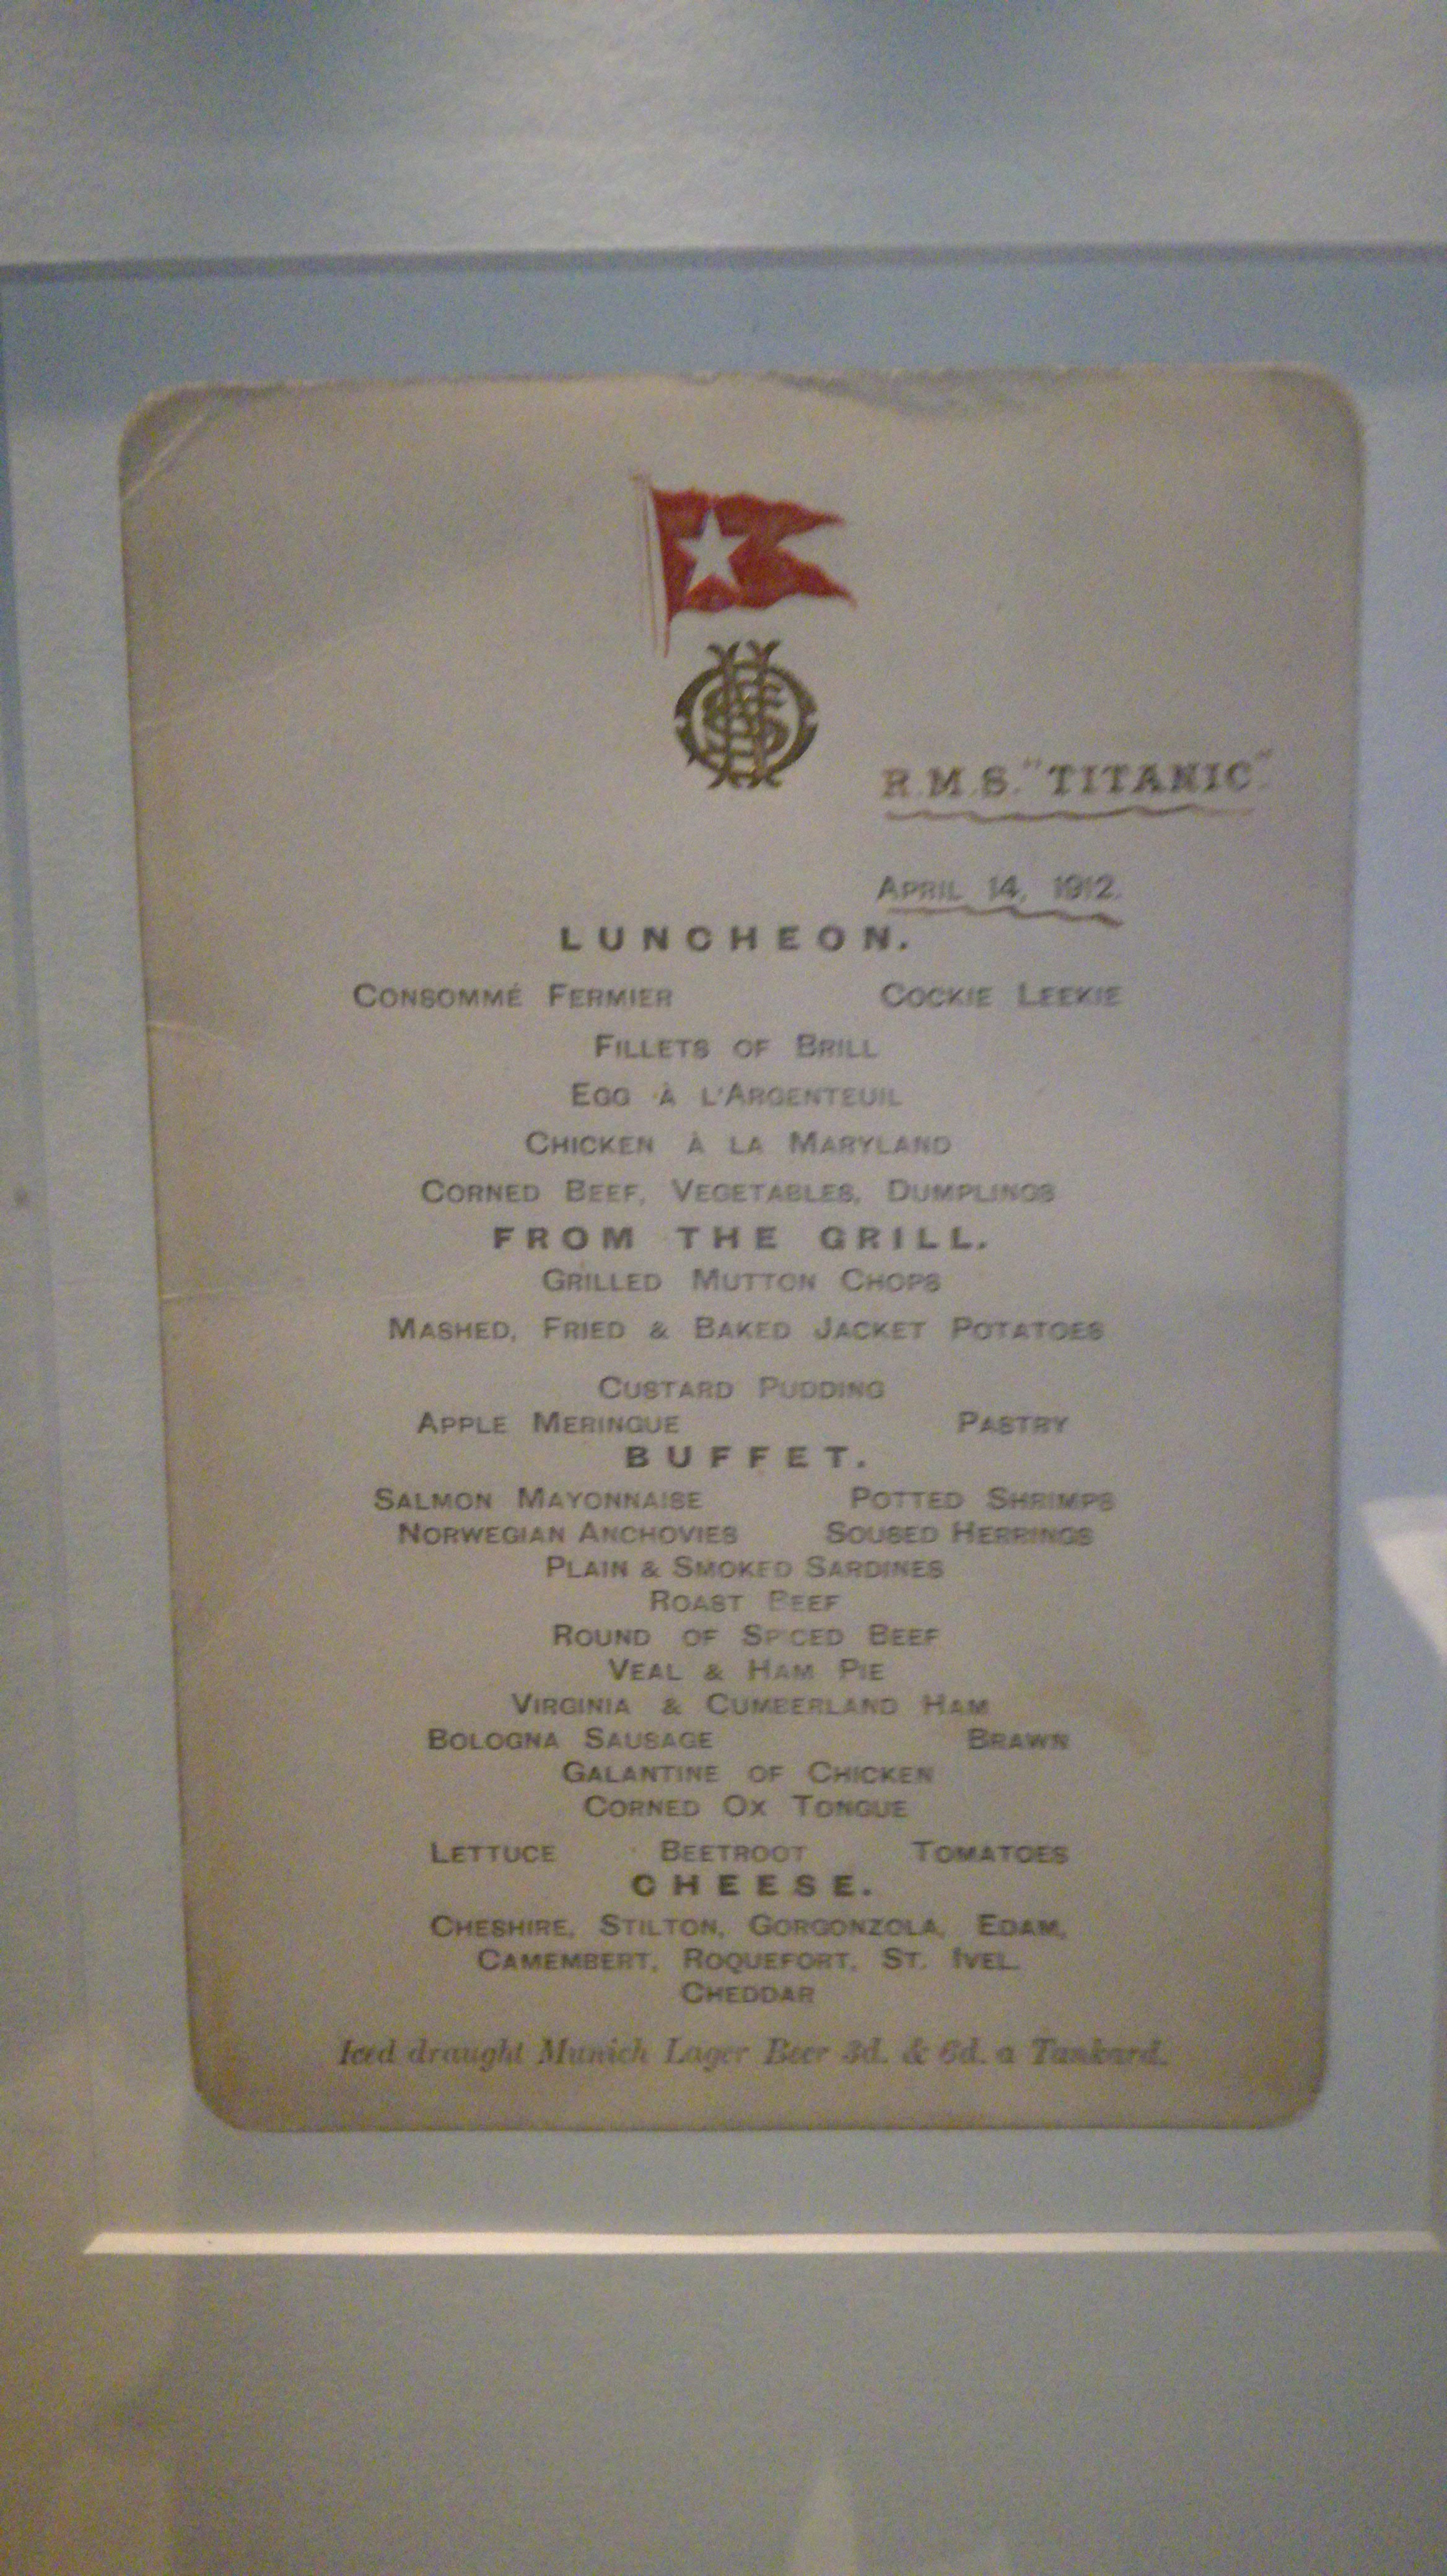 R.M.S. "TITANIC"
APRIL 14, 1912.
LUNCHEON.
CONSOMMÉ FERMIER COCKIE LEEKIE
FILLETS OF BRILL
EGG À L'ARGENTEUIL
CHICKEN À LA MARYLAND
CORNED BEEF, VEGETABLES, DUMPLINGS
FROM THE GRILL.
GRILLED MUTTON CHOPS
MASHED, FRIED & BAKED JACKET POTATOES
CUSTARD PUDDING
APPLE MERINGUE PASTRY
BUFFET.
SALMON MAYONNAISE POTTED SHRIMPS
NORWEGIAN ANCHOVIES SOUSED HERRINGS
PLAIN & SMOKED SARDINES
ROAST BEEF
ROUND OF SPICED BEEF
VEAL & HAM PIE
VIRGINIA & CUMBERLAND HAM
BOLOGNA SAUSAGE BRAWN
GALANTINE OF CHICKEN
CORNED OX TONGUE
LETTUCE BEETROOT TOMATOES
CHEESE.
CHESHIRE, STILTON, GORGONZOLA, EDAM,
CAMEMBERT, ROQUEFORT, ST. IVEL
CHEDDAR
Iced draught Munich Lager Beer 3d. & 6d. a Tankard.